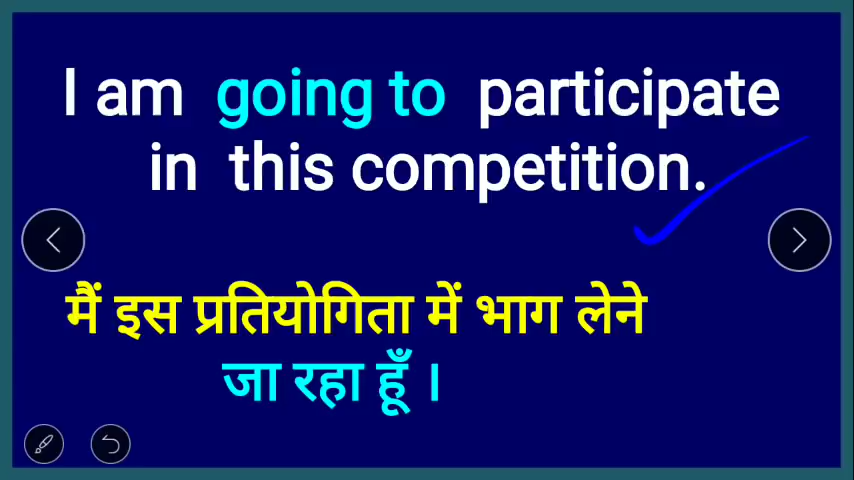 I am going to participate
in this competition.
मैं इस प्रतियोगिता में भाग लेने
जा रहा हूँ ।